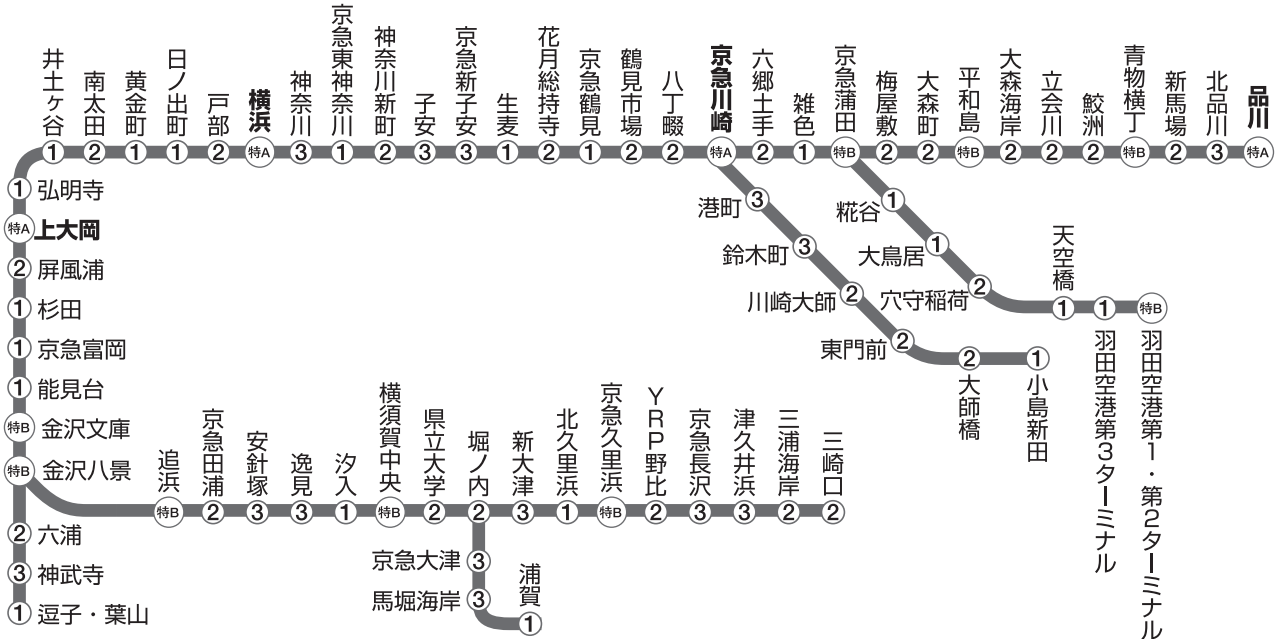 井土ヶ谷
南太田
黄金町
日ノ出町
戸部
横浜
神奈川
京急東神奈川
神奈川新町
子安
京急新子安
生麦
花月総持寺
京急鶴見
鶴見市場
八丁畷
京急川崎
六郷土手
雑色
京急蒲田
梅屋敷
大森町
平和島
大森海岸
立会川
鮫洲
青物横丁
新馬場
北品川
品川
1 2 1 1 2 特A 3 1 2 3 3 1 2 1 2 2 特A 2 1 特B 2 2 特B 2 2 2 特B 2 3 特A
1 弘明寺
特A 上大岡
2 屏風浦
1 杉田
1 京急富岡
1 能見台
特B 金沢文庫
特B 金沢八景
2 六浦
3 神武寺
1 逗子・葉山
港町 3
鈴木町 3
川崎大師 2
東門前 2
2 大師橋
1 小島新田
糀谷 1
大鳥居 1
穴守稲荷 2
天空橋 1
1 羽田空港第3ターミナル
特B 羽田空港第1・第2ターミナル
追浜
京急田浦
安針塚
逸見
汐入
横須賀中央
県立大学
堀ノ内
新大津
北久里浜
京急久里浜
YRP野比
京急長沢
津久井浜
三浦海岸
三崎口
特B 2 3 3 1 特B 2 2 3 1 特B 2 3 3 2 2
京急大津 3
馬堀海岸 3
浦賀 1